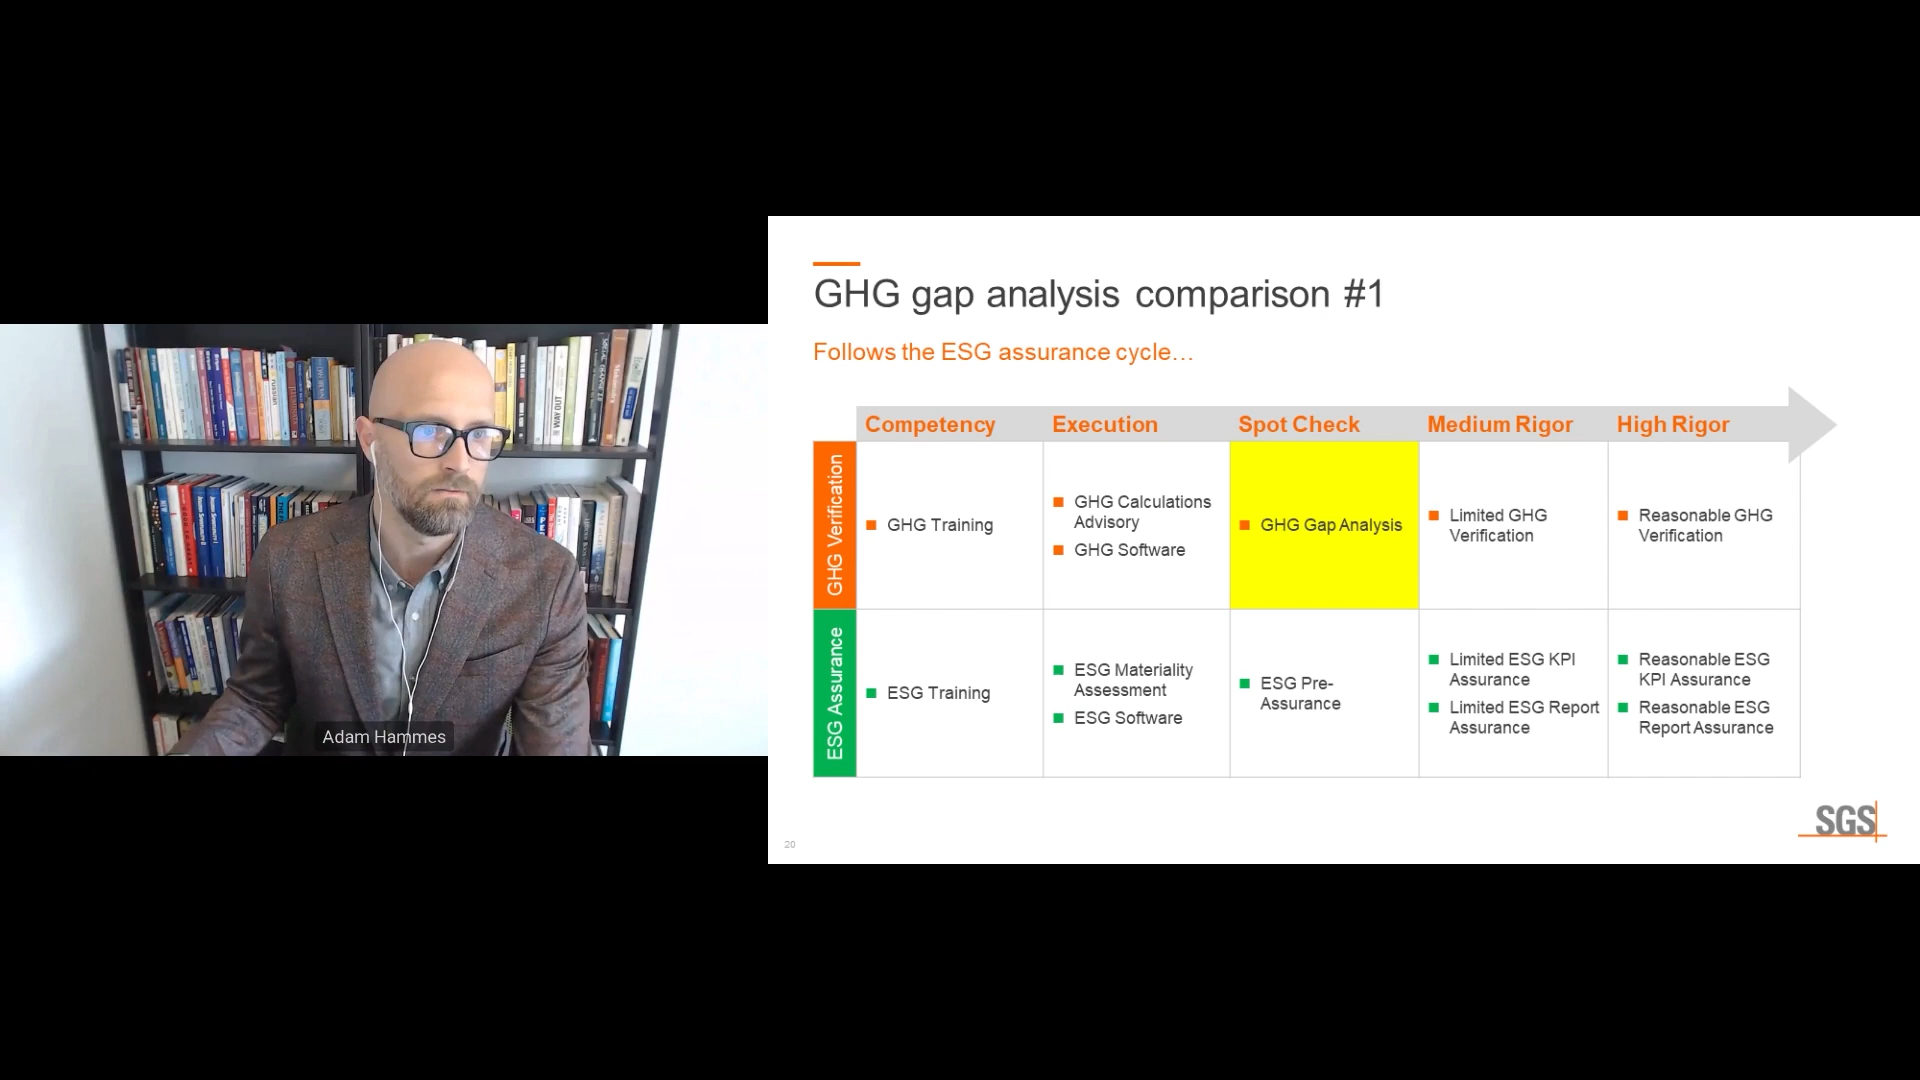 GHG gap analysis comparison #1
Follows the ESG assurance cycle…
Competency
Execution
Spot Check
Medium Rigor
High Rigor
GHG Verification
GHG Training
GHG Calculations
Advisory
GHG Software
GHG Gap Analysis
Limited GHG
Verification
Reasonable GHG
Verification
ESG Assurance
ESG Training
ESG Materiality
Assessment
ESG Software
ESG Pre-
Assurance
Limited ESG KPI
Assurance
Limited ESG Report
Assurance
Reasonable ESG
KPI Assurance
Reasonable ESG
Report Assurance
SGS
20
Adam Hammes
WAY OUT